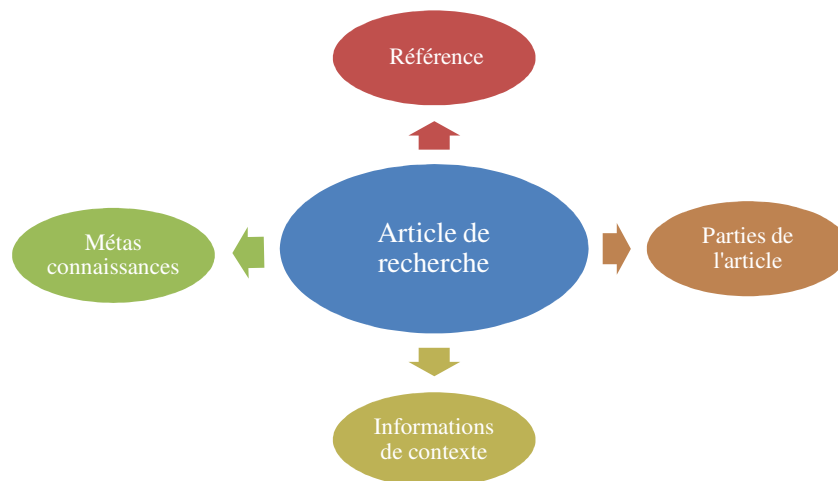 Référence
Métas
connaissances
Article de
recherche
Parties de
l'article
Informations
de contexte